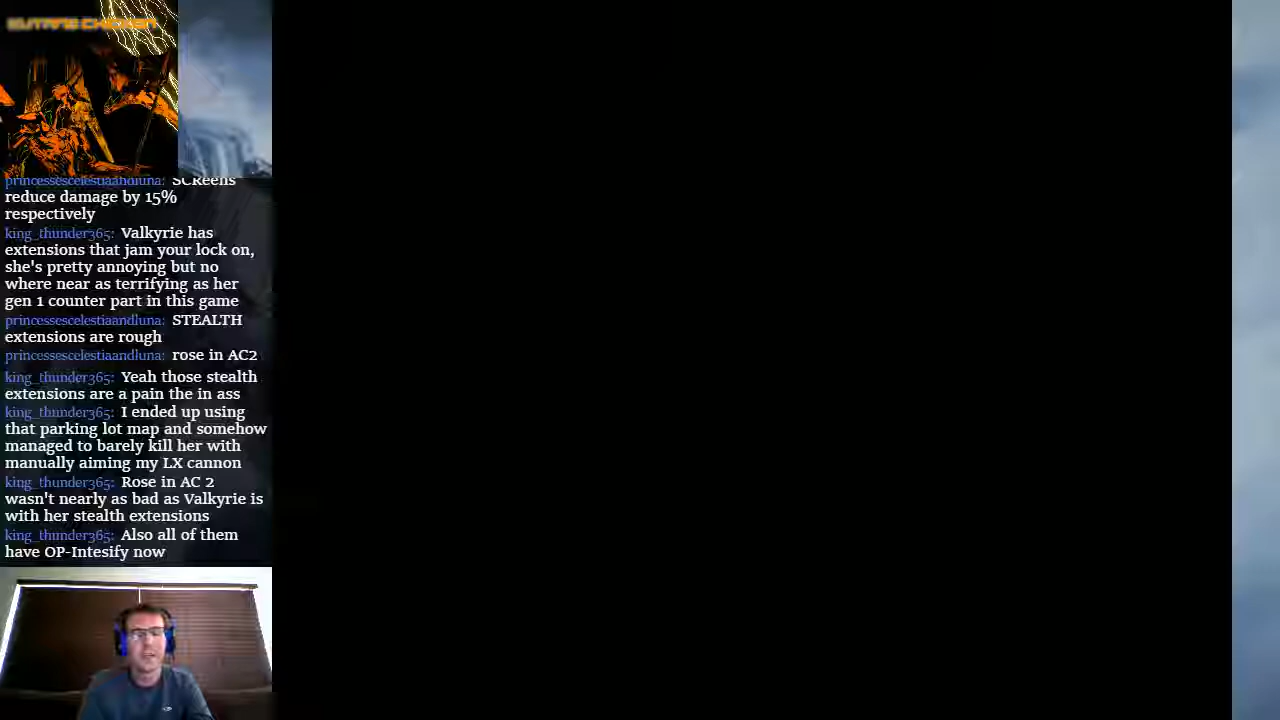 princessescelestiaandluna: SCReens
reduce damage by 15%
respectively
king_thunder365: Valkyrie has
extensions that jam your lock on,
she's pretty annoying but no
where near as terrifying as her
gen 1 counter part in this game
princessescelestiaandluna: STEALTH
extensions are rough
princessescelestiaandluna: rose in AC2
king_thunder365: Yeah those stealth
extensions are a pain the in ass
king_thunder365: I ended up using
that parking lot map and somehow
managed to barely kill her with
manually aiming my LX cannon
king_thunder365: Rose in AC 2
wasn't nearly as bad as Valkyrie is
with her stealth extensions
king_thunder365: Also all of them
have OP-Intesify now